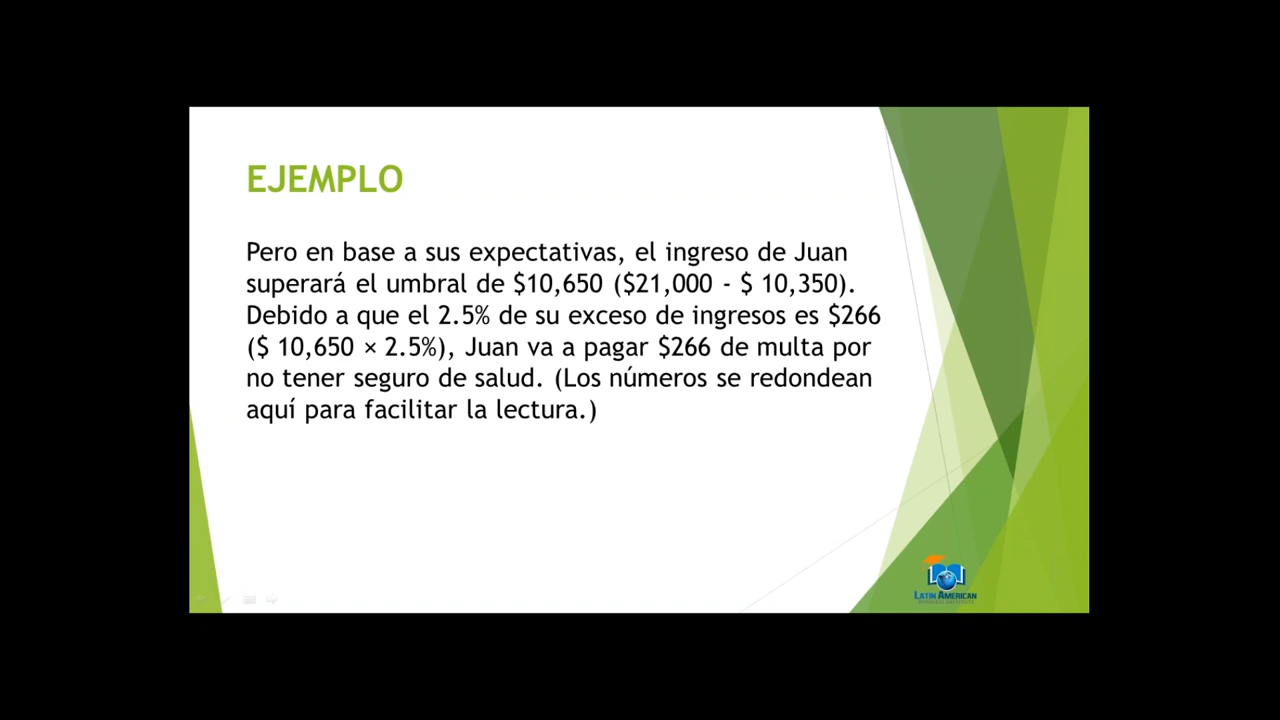 EJEMPLO
Pero en base a sus expectativas, el ingreso de Juan
superará el umbral de $10,650 ($21,000 - $ 10,350).
Debido a que el 2.5% de su exceso de ingresos es $266
($ 10,650 × 2.5%), Juan va a pagar $266 de multa por
no tener seguro de salud. (Los números se redondean
aquí para facilitar la lectura.)
LATIN AMERICAN